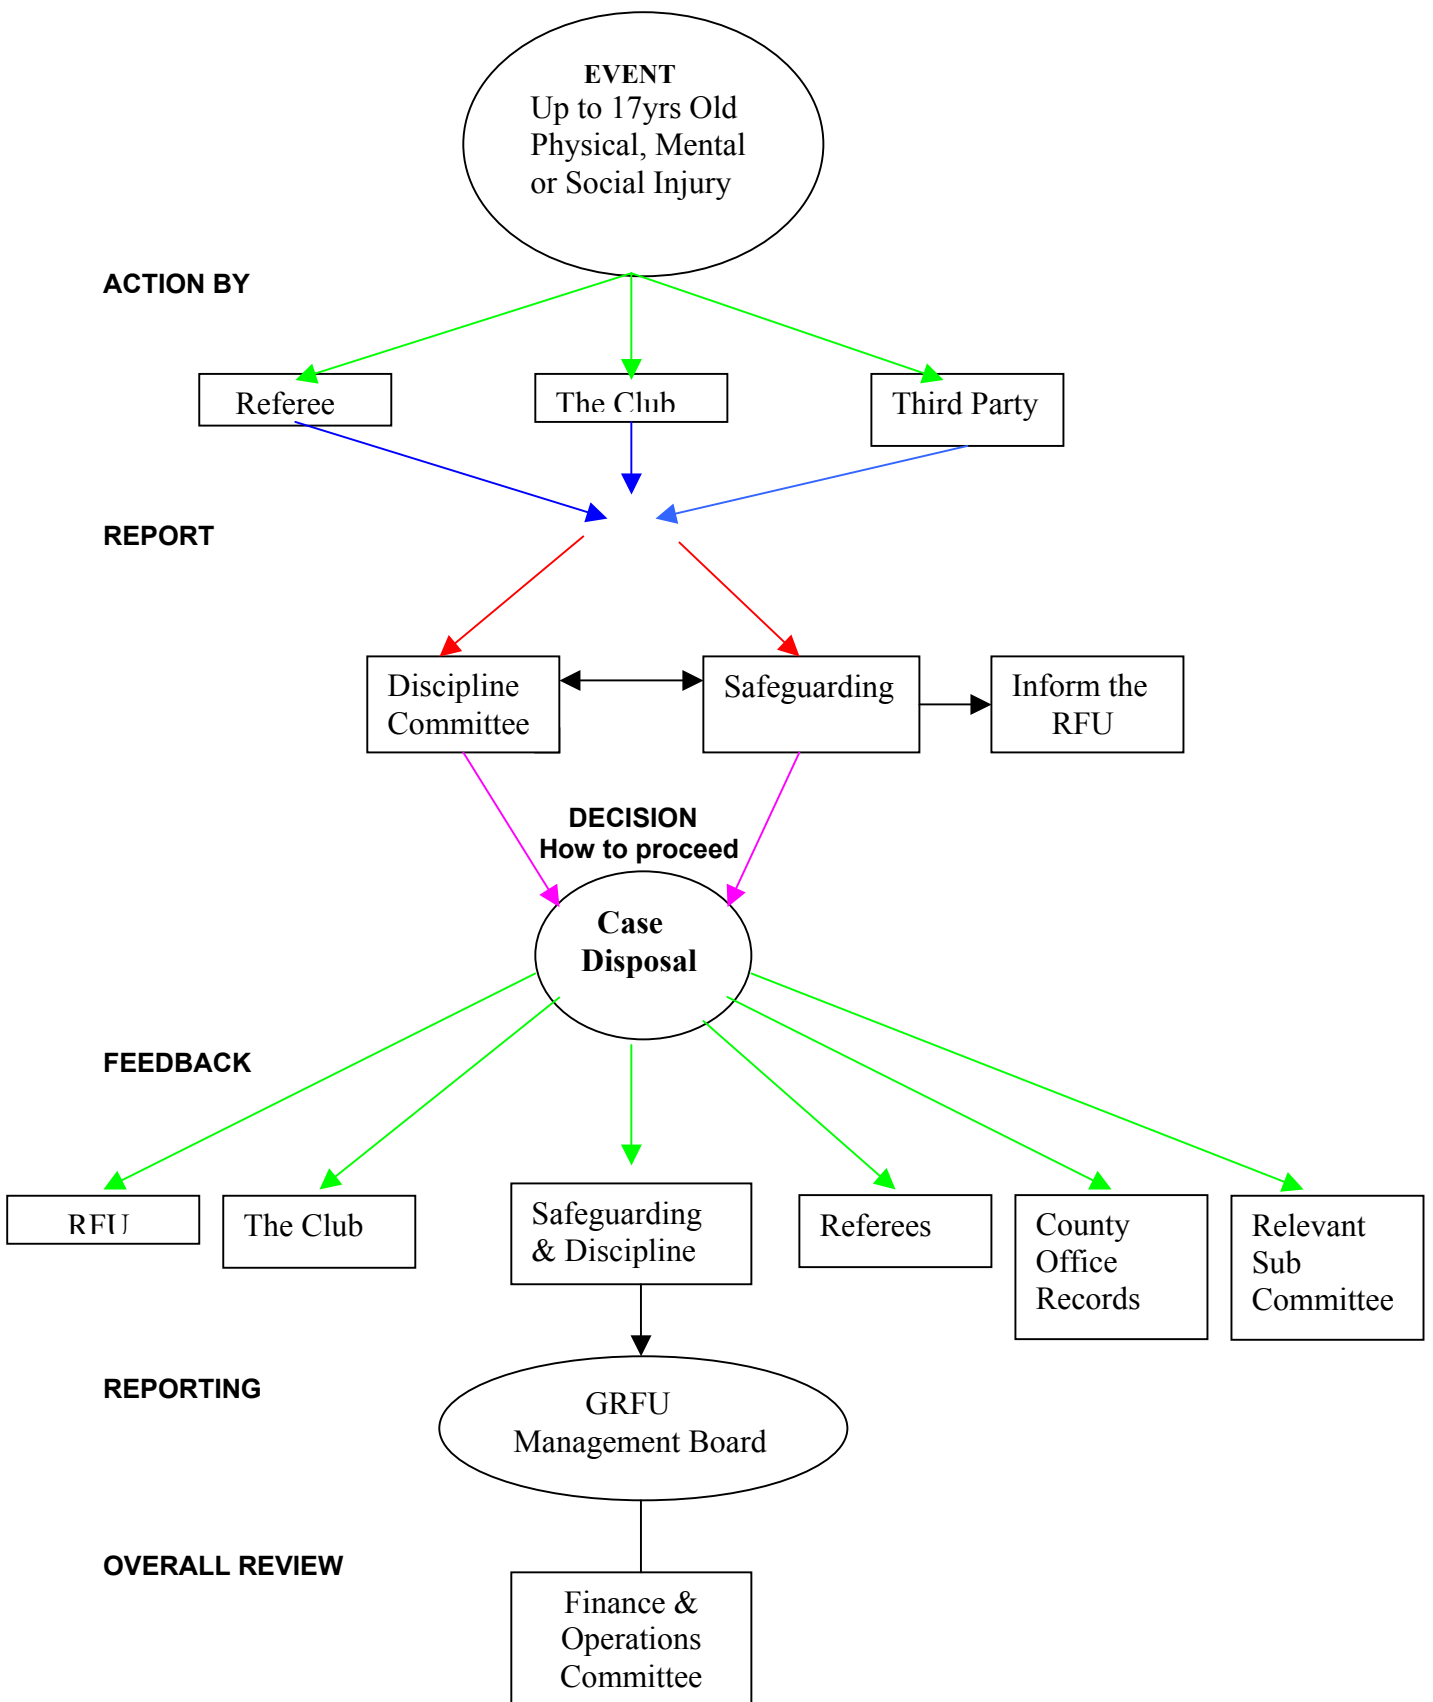 EVENT
Up to 17yrs Old
Physical, Mental
or Social Injury
ACTION BY
Referee
The Club
Third Party
REPORT
Discipline
Committee
Safeguarding
Inform the
RFU
DECISION
How to proceed
Case
Disposal
FEEDBACK
RFU
The Club
Safeguarding
& Discipline
Referees
County
Office
Records
Relevant
Sub
Committee
REPORTING
GRFU
Management Board
OVERALL REVIEW
Finance &
Operations
Committee